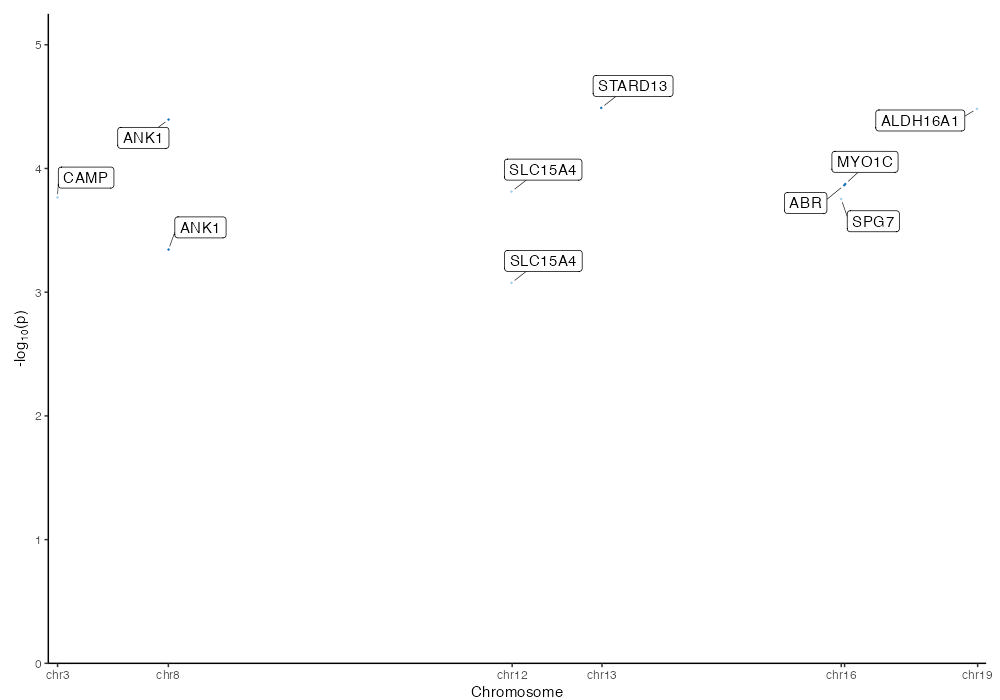 5
STARD13
ALDH16A1
ANK1
MYO1C
4
SLC15A4
CAMP
ABR
SPG7
ANK1
SLC15A4
3
-log10(p)
2
1
0
chr3
chr8
chr12
chr13
chr16
chr19
Chromosome